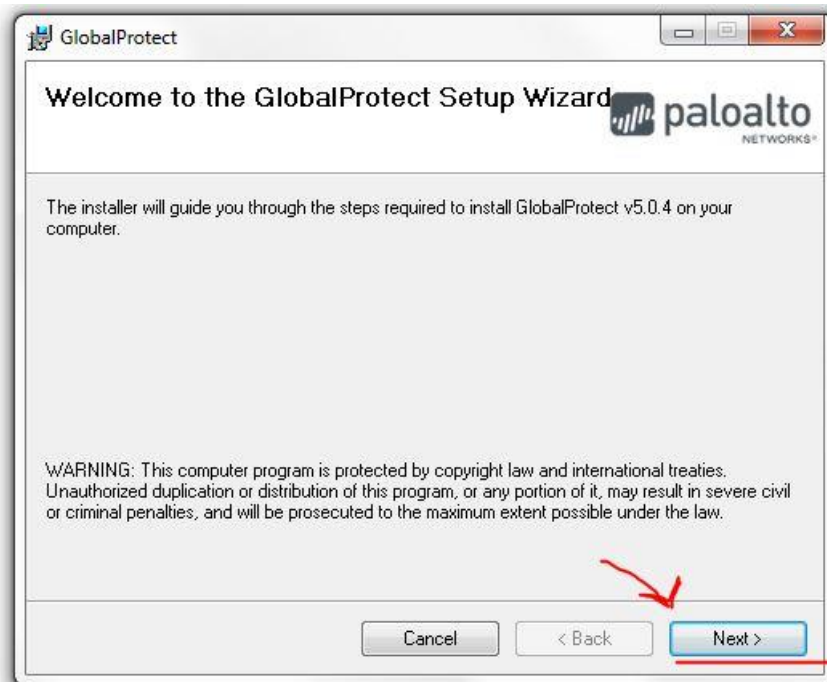 GlobalProtect
Welcome to the GlobalProtect Setup Wizard
paloalto
NETWORKS®
The installer will guide you through the steps required to install GlobalProtect v5.0.4 on your
computer.
WARNING: This computer program is protected by copyright law and international treaties.
Unauthorized duplication or distribution of this program, or any portion of it, may result in severe civil
or criminal penalties, and will be prosecuted to the maximum extent possible under the law.
Cancel
< Back
Next >